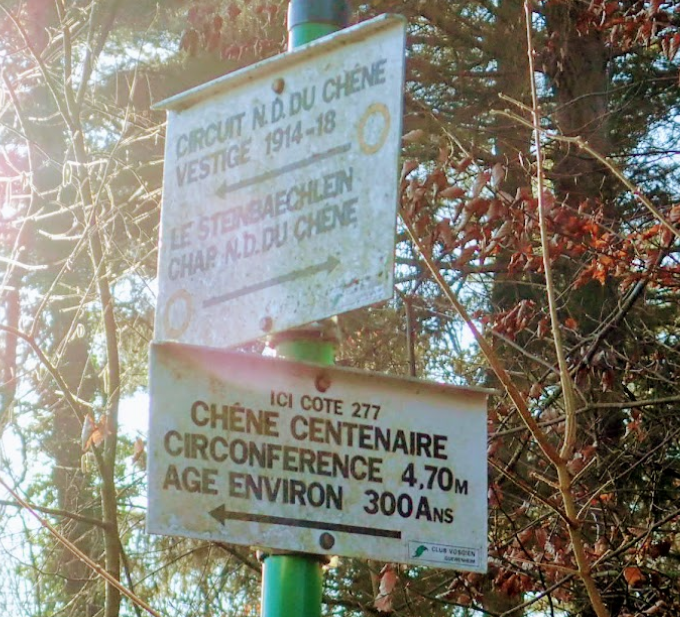 CIRCUIT N.D. DU CHÊNE
VESTIGE 1914-18
LE STEINBAECHLEIN
CHAP. N.D. DU CHÊNE
ICI COTE 277
CHÊNE CENTENAIRE
CIRCONFERENCE 4,70M
AGE ENVIRON 300ANS
CLUB VOSGIEN